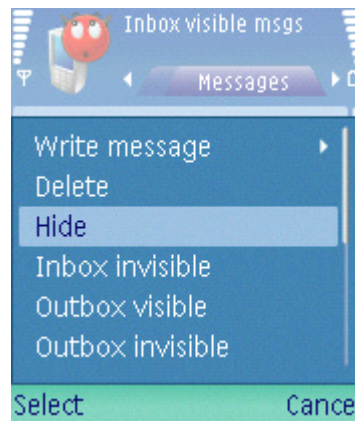 Inbox visible msgs
Messages
Write message
Delete
Hide
Inbox invisible
Outbox visible
Outbox invisible
Select Cance